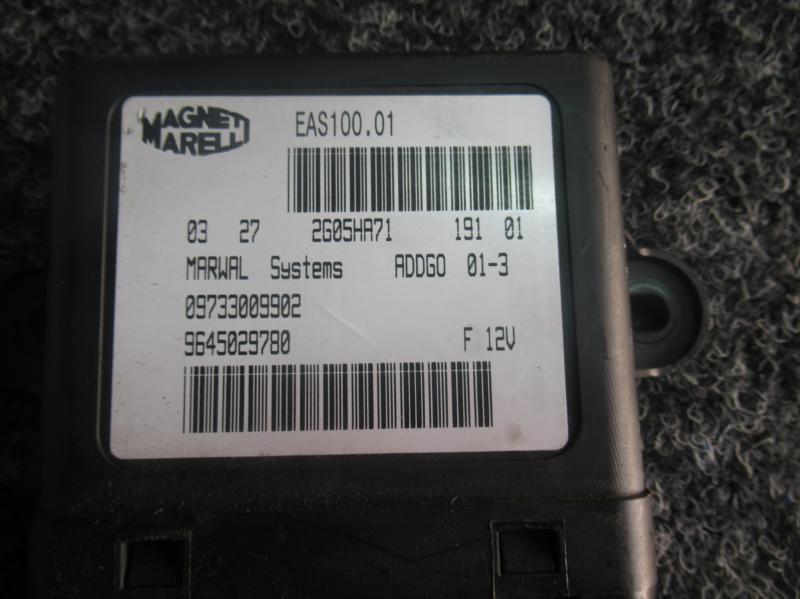 MAGNETI
MARELLI
EAS100.01
03 27 2G05HA71 191 01
MARWAL Systems ADDGO 01-3
09733009902
9645029780 F 12V